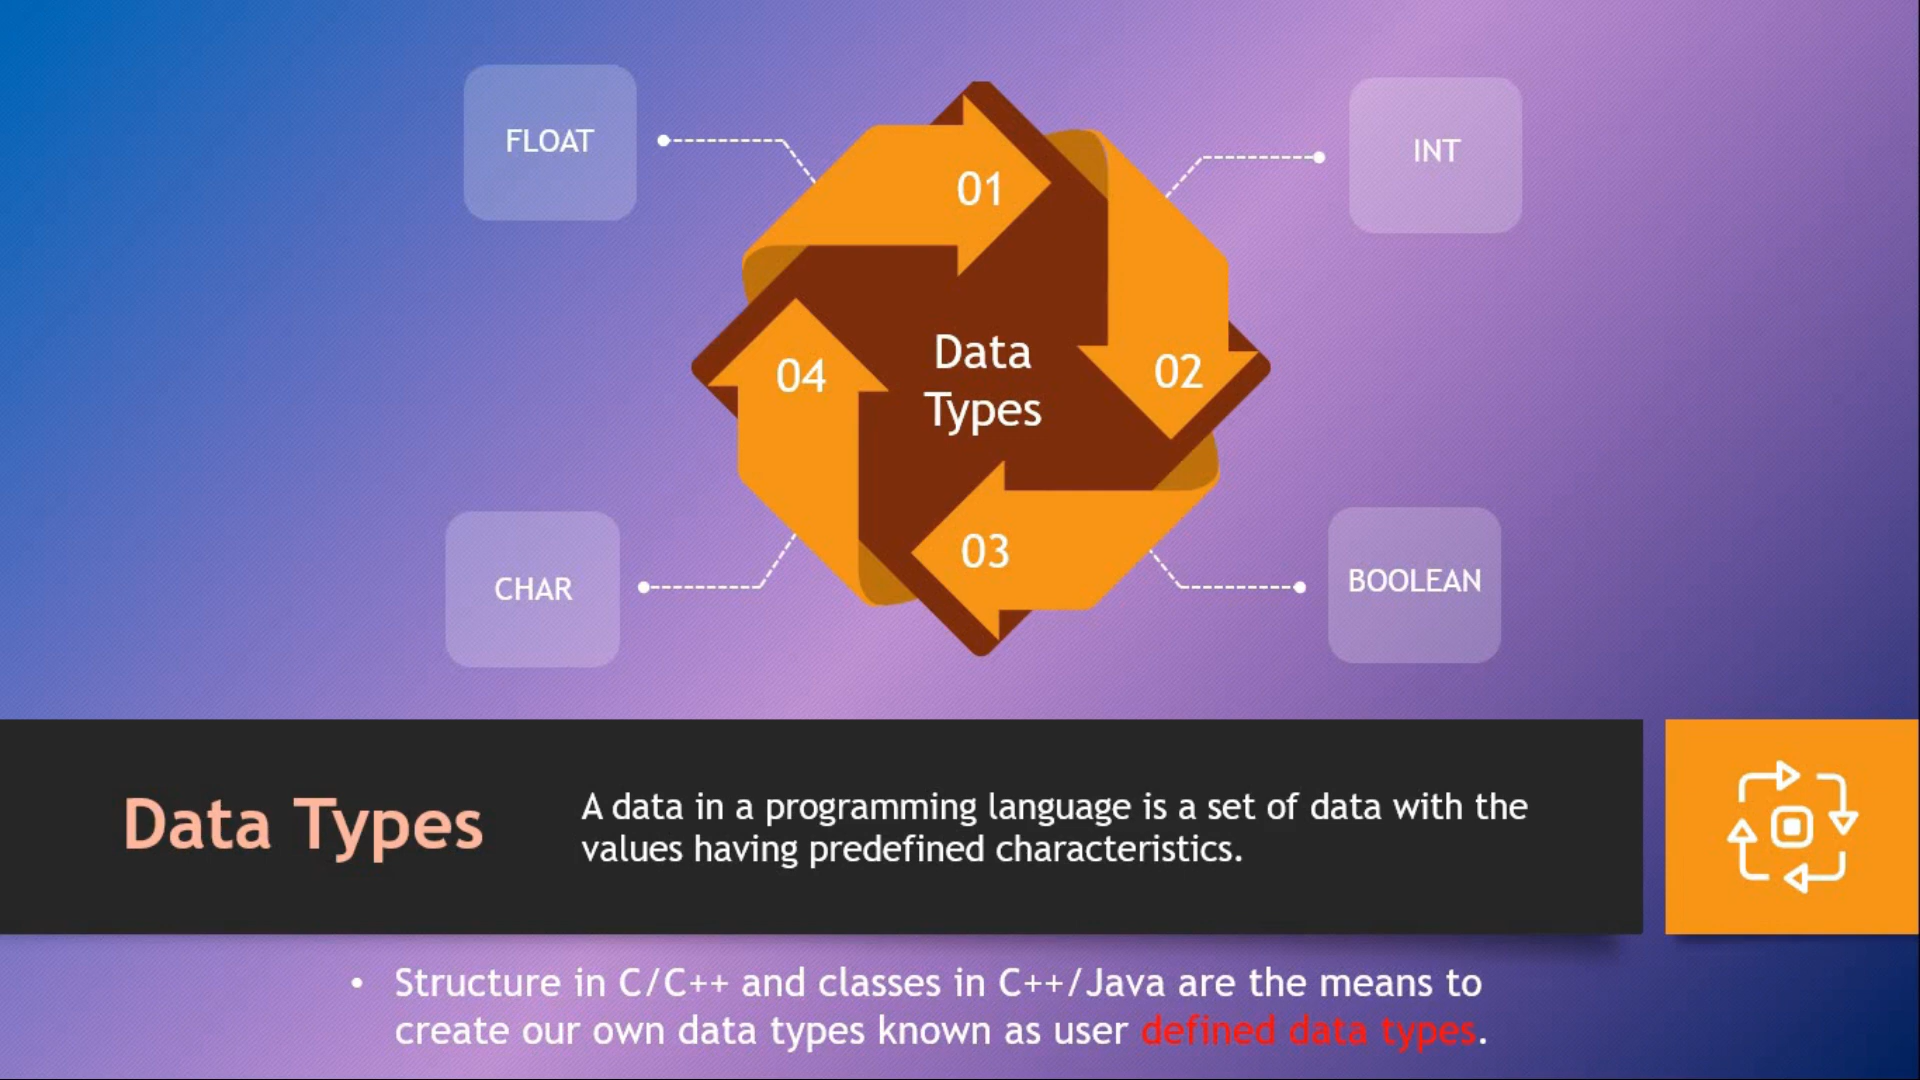 FLOAT
INT
01
Data
Types
02
04
03
CHAR
BOOLEAN
Data Types
A data in a programming language is a set of data with the
values having predefined characteristics.
• Structure in C/C++ and classes in C++/Java are the means to
create our own data types known as user defined data types.